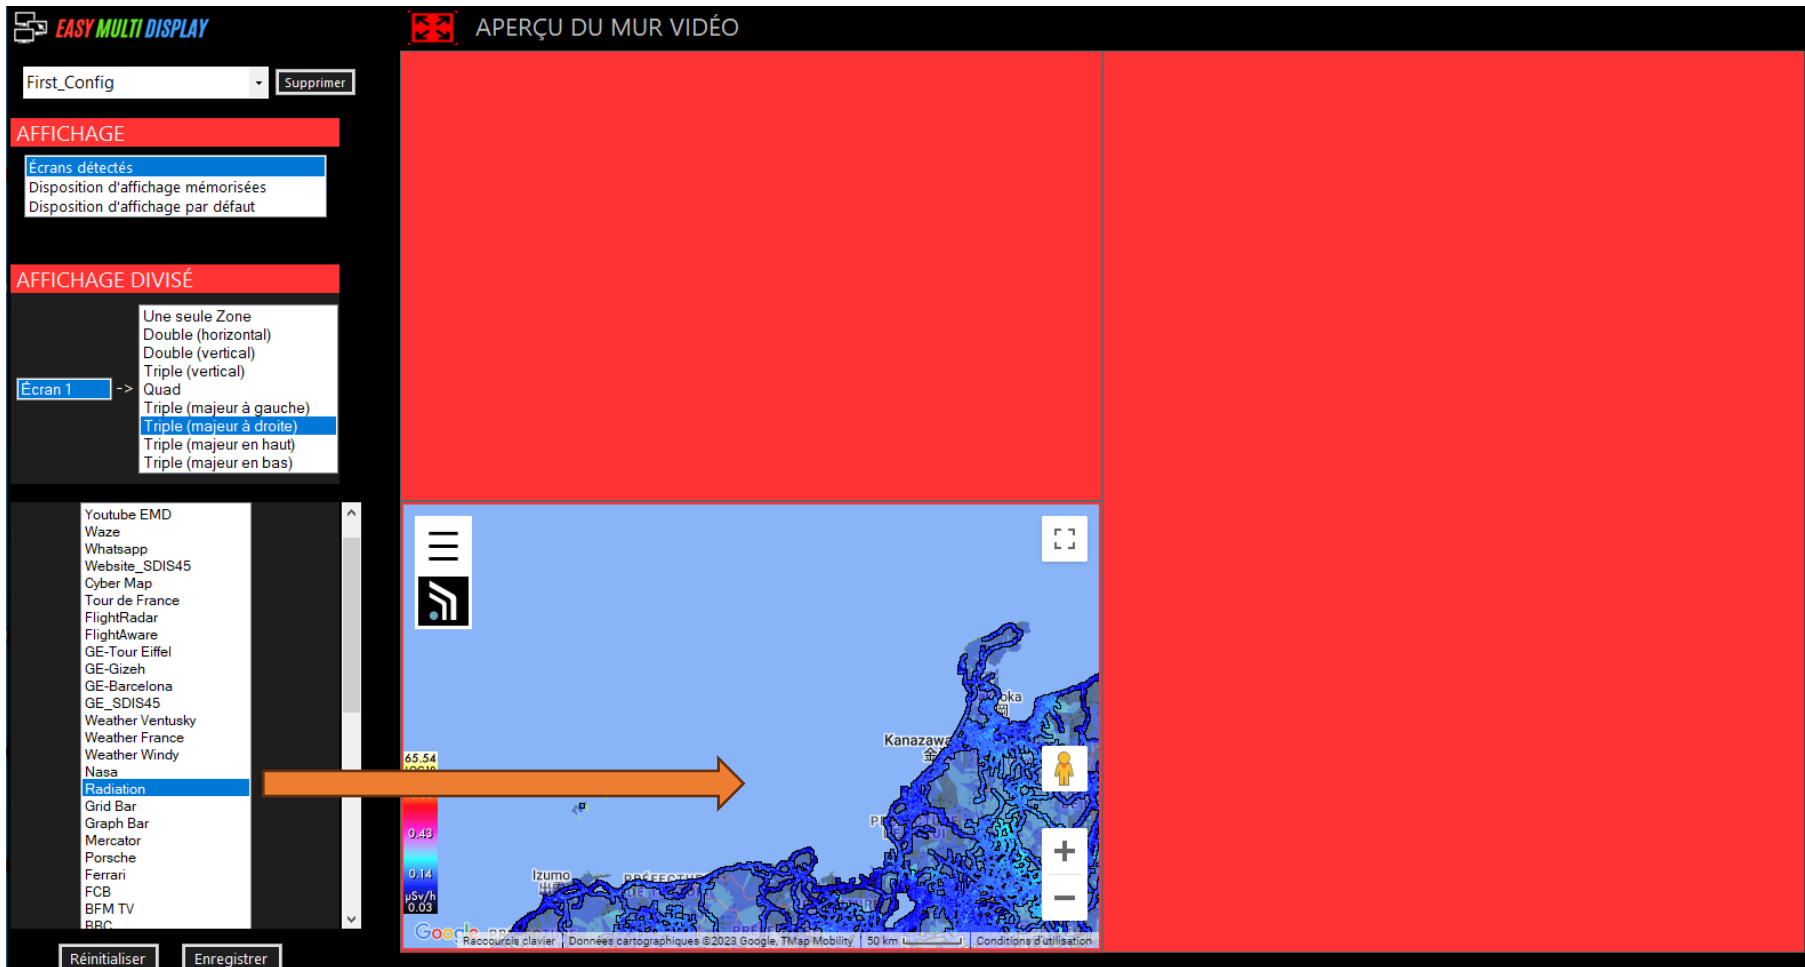 EASY MULTI DISPLAY
APERÇU DU MUR VIDÉO
First_Config
Supprimer
AFFICHAGE
Écrans détectés
Disposition d'affichage mémorisées
Disposition d'affichage par défaut
AFFICHAGE DIVISÉ
Une seule Zone
Double (horizontal)
Double (vertical)
Triple (vertical)
Écran 1 -> Quad
Triple (majeur à gauche)
Triple (majeur à droite)
Triple (majeur en haut)
Triple (majeur en bas)
Youtube EMD
Waze
Whatsapp
Website_SDIS45
Cyber Map
Tour de France
FlightRadar
FlightAware
GE-Tour Eiffel
GE-Gizeh
GE-Barcelona
GE_SDIS45
Weather Ventusky
Weather France
Weather Windy
Nasa
Radiation
Grid Bar
Graph Bar
Mercator
Porsche
Ferrari
FCB
BFM TV
BBC
Réinitialiser
Enregistrer
Kanazawa
65.54
0.43
0.14
µSv/h
0.03
Izumo
Google
Raccourcis clavier
Données cartographiques ©2023 Google, TMap Mobility
50 km
Conditions d'utilisation